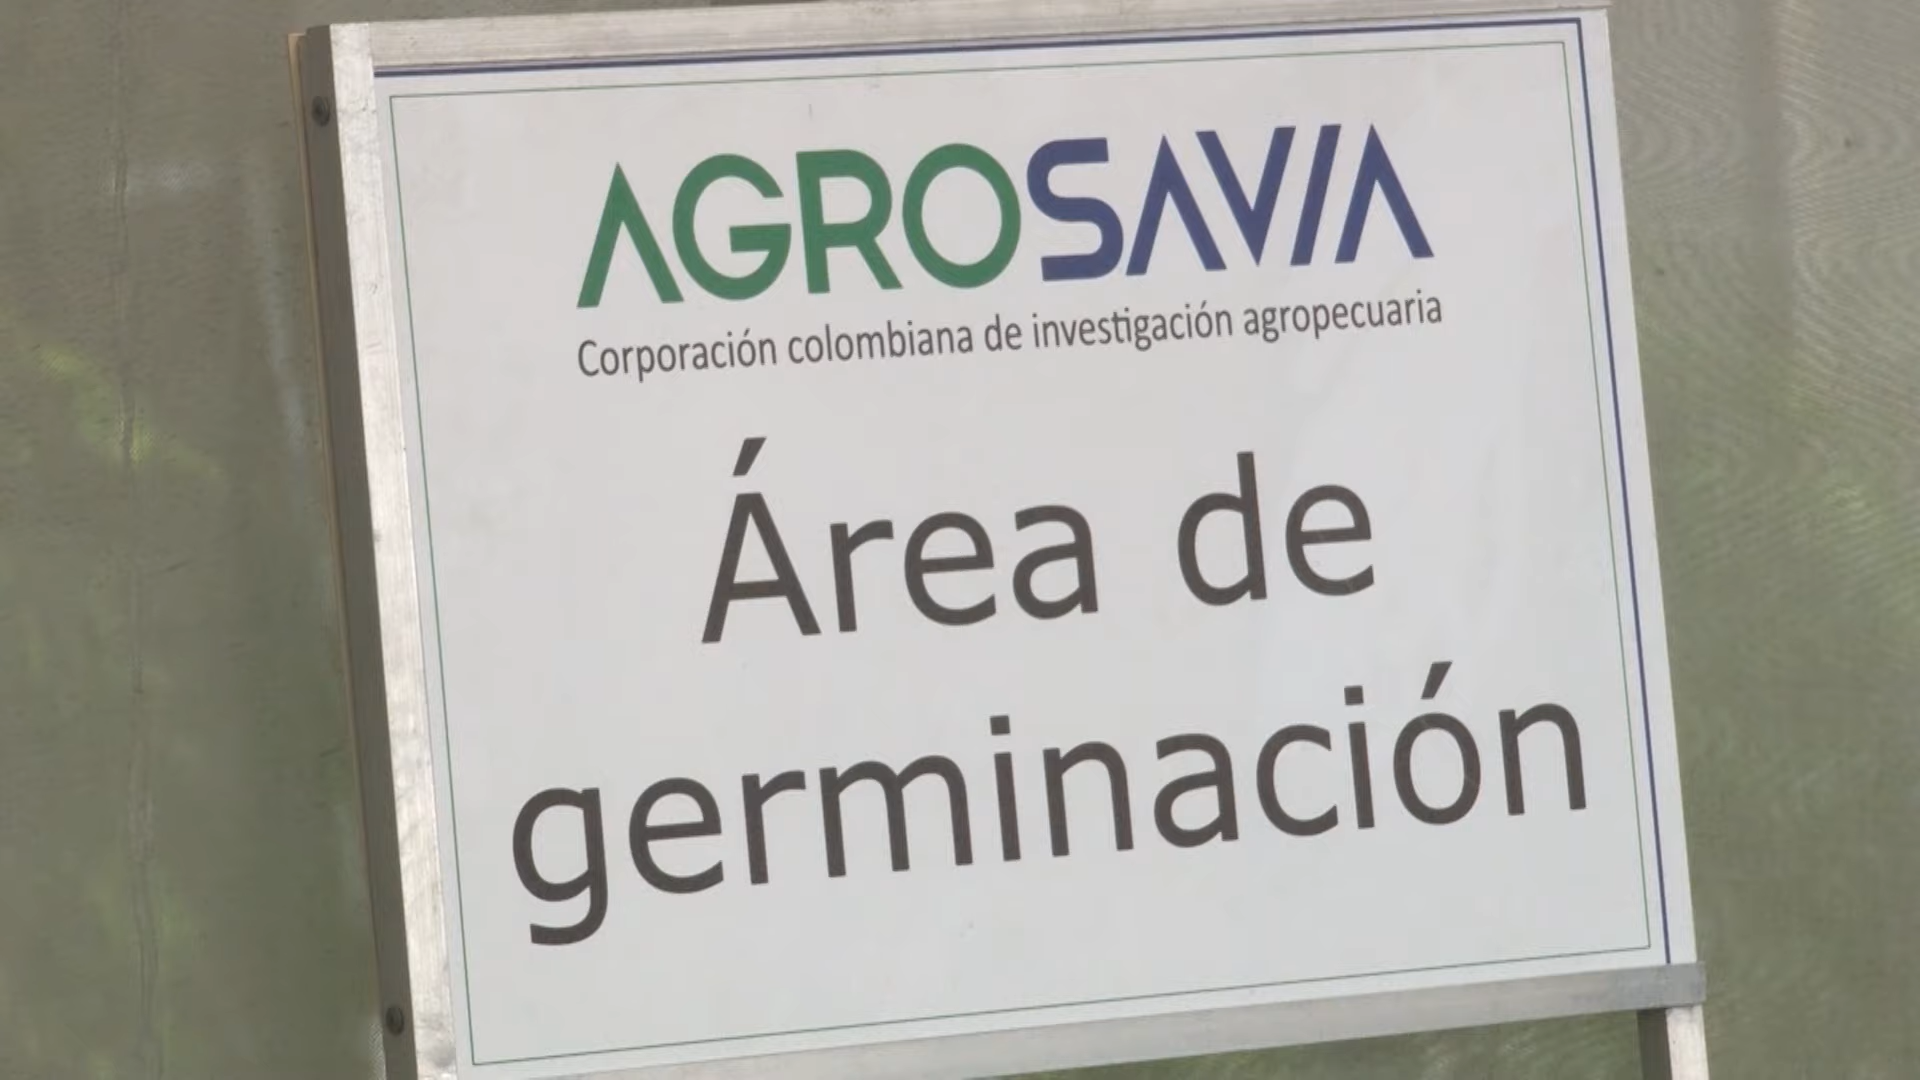 AGROSAVIA
Corporación colombiana de investigación agropecuaria
Área de
germinación